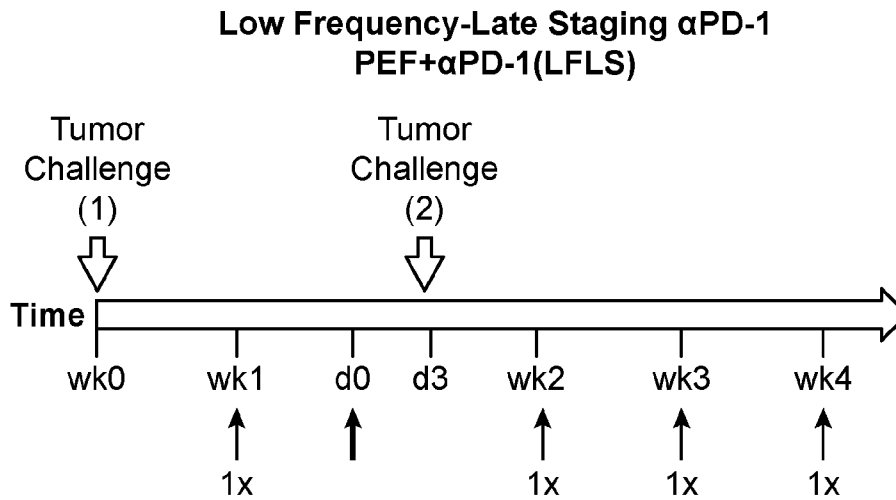 Low Frequency-Late Staging αPD-1
PEF+αPD-1(LFLS)
Tumor
Challenge
(1)
Tumor
Challenge
(2)
Time
wk0 wk1 d0 d3 wk2 wk3 wk4
1x 1x 1x 1x